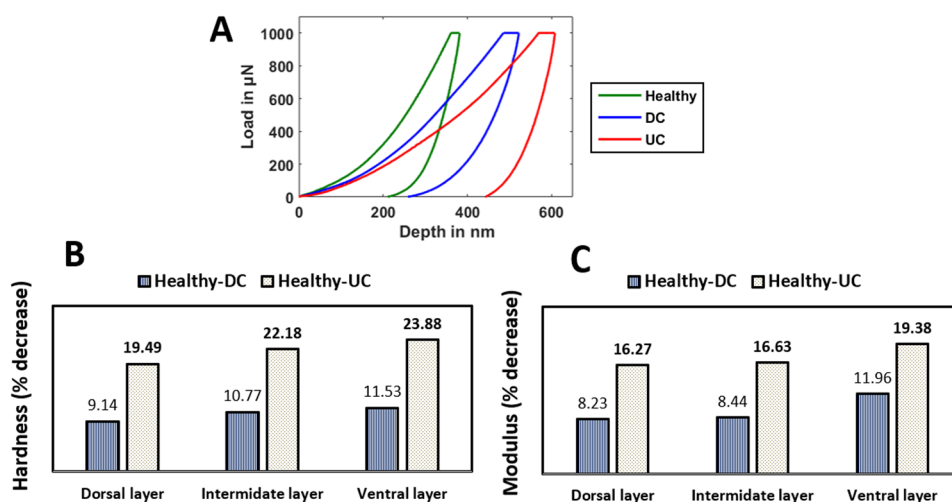 A
Load in µN
1000
800
600
400
200
0
0 200 400 600
Depth in nm
Healthy
DC
UC
B
Healthy-DC Healthy-UC
Hardness (% decrease)
9.14 19.49 10.77 22.18 11.53 23.88
Dorsal layer Intermidate layer Ventral layer
C
Healthy-DC Healthy-UC
Modulus (% decrease)
8.23 16.27 8.44 16.63 11.96 19.38
Dorsal layer Intermidate layer Ventral layer